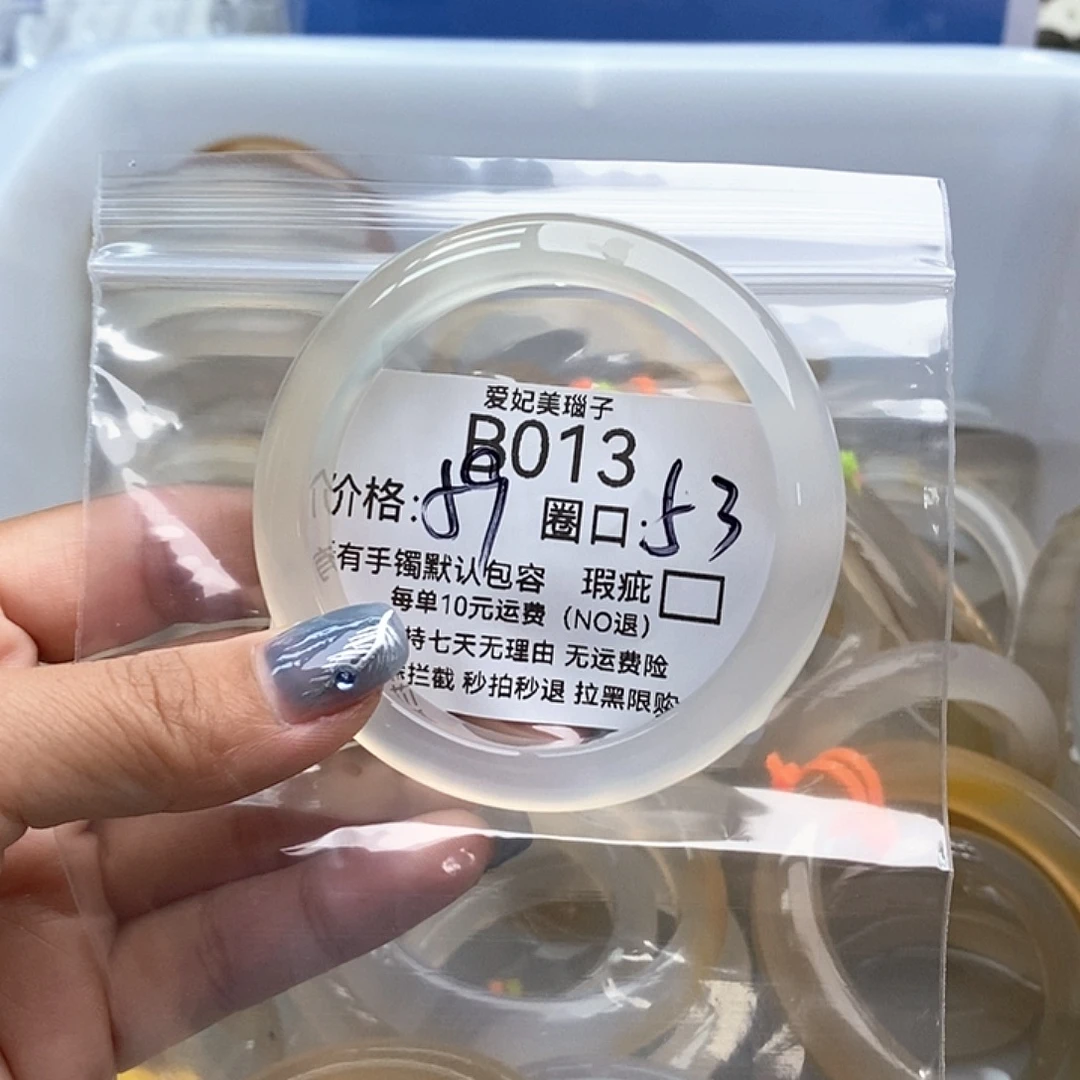 爱妃美瑙子
B013
价格:89 圈口:53
有手镯默认包容 瑕疵
每单10元运费（NO退）
持七天无理由 无运费险
拦截 秒拍秒退 拉黑限购